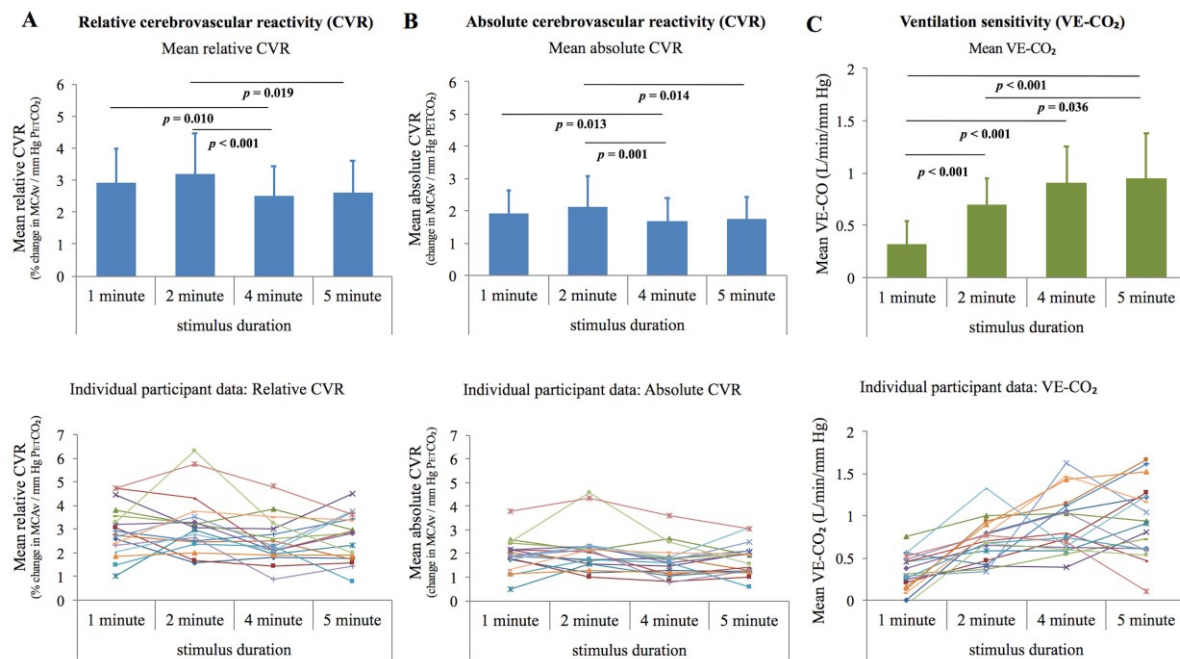 A
Relative cerebrovascular reactivity (CVR)
Mean relative CVR
Mean relative CVR
(% change in MCAv / mm Hg PETCO₂)
6
5
4
3
2
1
0
p = 0.019
p = 0.010
p < 0.001
1 minute 2 minute 4 minute 5 minute
stimulus duration
B
Absolute cerebrovascular reactivity (CVR)
Mean absolute CVR
Mean absolute CVR
(change in MCAv / mm Hg PETCO₂)
6
5
4
3
2
1
0
p = 0.014
p = 0.013
p = 0.001
1 minute 2 minute 4 minute 5 minute
stimulus duration
C
Ventilation sensitivity (VE-CO₂)
Mean VE-CO₂
Mean VE-CO (L/min/mm Hg)
2
1.5
1
0.5
0
p < 0.001
p = 0.036
p < 0.001
p < 0.001
1 minute 2 minute 4 minute 5 minute
stimulus duration
Individual participant data: Relative CVR
Mean relative CVR
(% change in MCAv / mm Hg PETCO₂)
7
6
5
4
3
2
1
0
1 minute 2 minute 4 minute 5 minute
stimulus duration
Individual participant data: Absolute CVR
Mean absolute CVR
(change in MCAv / mm Hg PETCO₂)
7
6
5
4
3
2
1
0
1 minute 2 minute 4 minute 5 minute
stimulus duration
Individual participant data: VE-CO₂
Mean VE-CO₂ (L/min/mm Hg)
2
1.5
1
0.5
0
1 minute 2 minute 4 minute 5 minute
stimulus duration